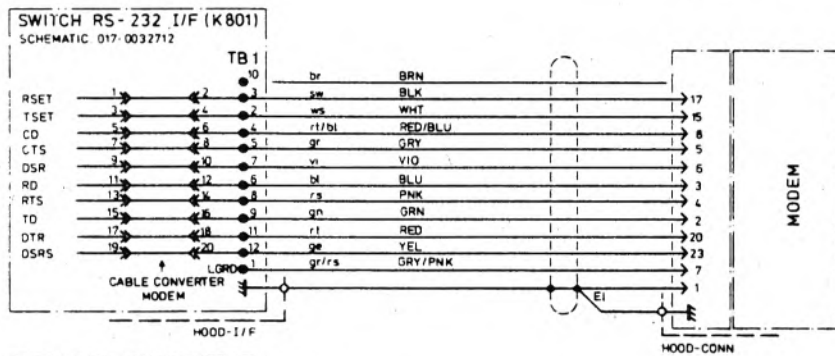 SWITCH RS-232 I/F (K801)
SCHEMATIC 017-0032712
TB 1
10 br BRN
RSET 1 2 3 sw BLK 17
TSET 3 4 2 ws WHT 15
CD 5 6 4 rt/bl RED/BLU 8
CTS 7 8 5 gr GRY 5
DSR 9 10 7 vi VIO 6
RD 11 12 6 bl BLU 3
RTS 13 14 8 rs PNK 4
TD 15 16 9 gn GRN 2
DTR 17 18 11 rt RED 20
DSRS 19 20 12 ge YEL 23
LGRD 1 gr/rs GRY/PNK 7
CABLE CONVERTER
MODEM
1
E1
HOOD-I/F
HOOD-CONN
MODEM